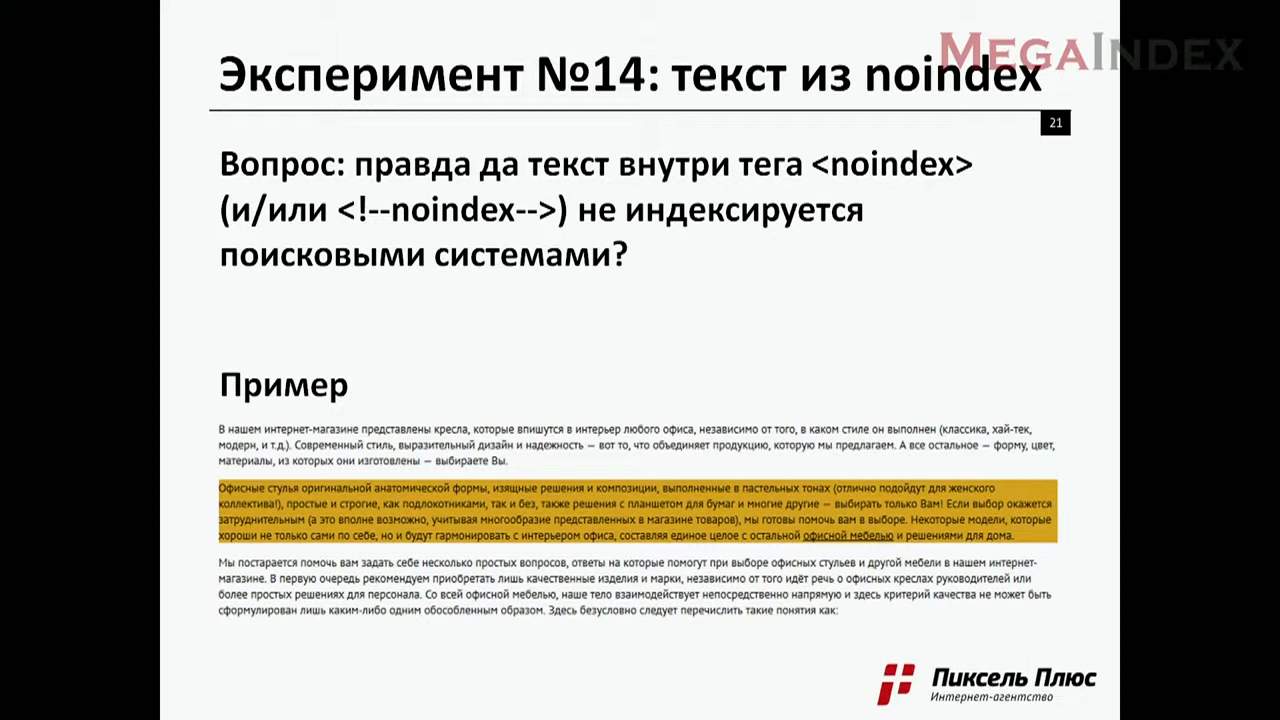 MEGAINDEX
Эксперимент №14: текст из noindex
21
Вопрос: правда да текст внутри тега <noindex>
(и/или <!--noindex-->) не индексируется
поисковыми системами?
Пример
В нашем интернет-магазине представлены кресла, которые впишутся в интерьер любого офиса, независимо от того, в каком стиле он выполнен (классика, хай-тек,
модерн, и т.д.). Современный стиль, выразительный дизайн и надежность — вот то, что объединяет продукцию, которую мы предлагаем. А все остальное — форму, цвет,
материалы, из которых они изготовлены — выбираете Вы.
Офисные стулья оригинальной анатомической формы, изящные решения и композиции, выполненные в пастельных тонах (отлично подойдут для женского
коллектива!), простые и строгие, как подлокотниками, так и без, также решения с планшетом для бумаг и многие другие — выбирать только Вам! Если выбор окажется
затруднительным (а это вполне возможно, учитывая многообразие представленных в магазине товаров), мы готовы помочь вам в выборе. Некоторые модели, которые
хороши не только сами по себе, но и будут гармонировать с интерьером офиса, составляя единое целое с остальной офисной мебелью и решениями для дома.
Мы постарается помочь вам задать себе несколько простых вопросов, ответы на которые помогут при выборе офисных стульев и другой мебели в нашем интернет-
магазине. В первую очередь рекомендуем приобретать лишь качественные изделия и марки, независимо от того идёт речь о офисных креслах руководителей или
более простых решениях для персонала. Со всей офисной мебелью, наше тело взаимодействует непосредственно напрямую и здесь критерий качества не может быть
сформулирован лишь каким-либо одним обособленным образом. Здесь безусловно следует перечислить такие понятия как:
Пиксель Плюс
Интернет-агентство